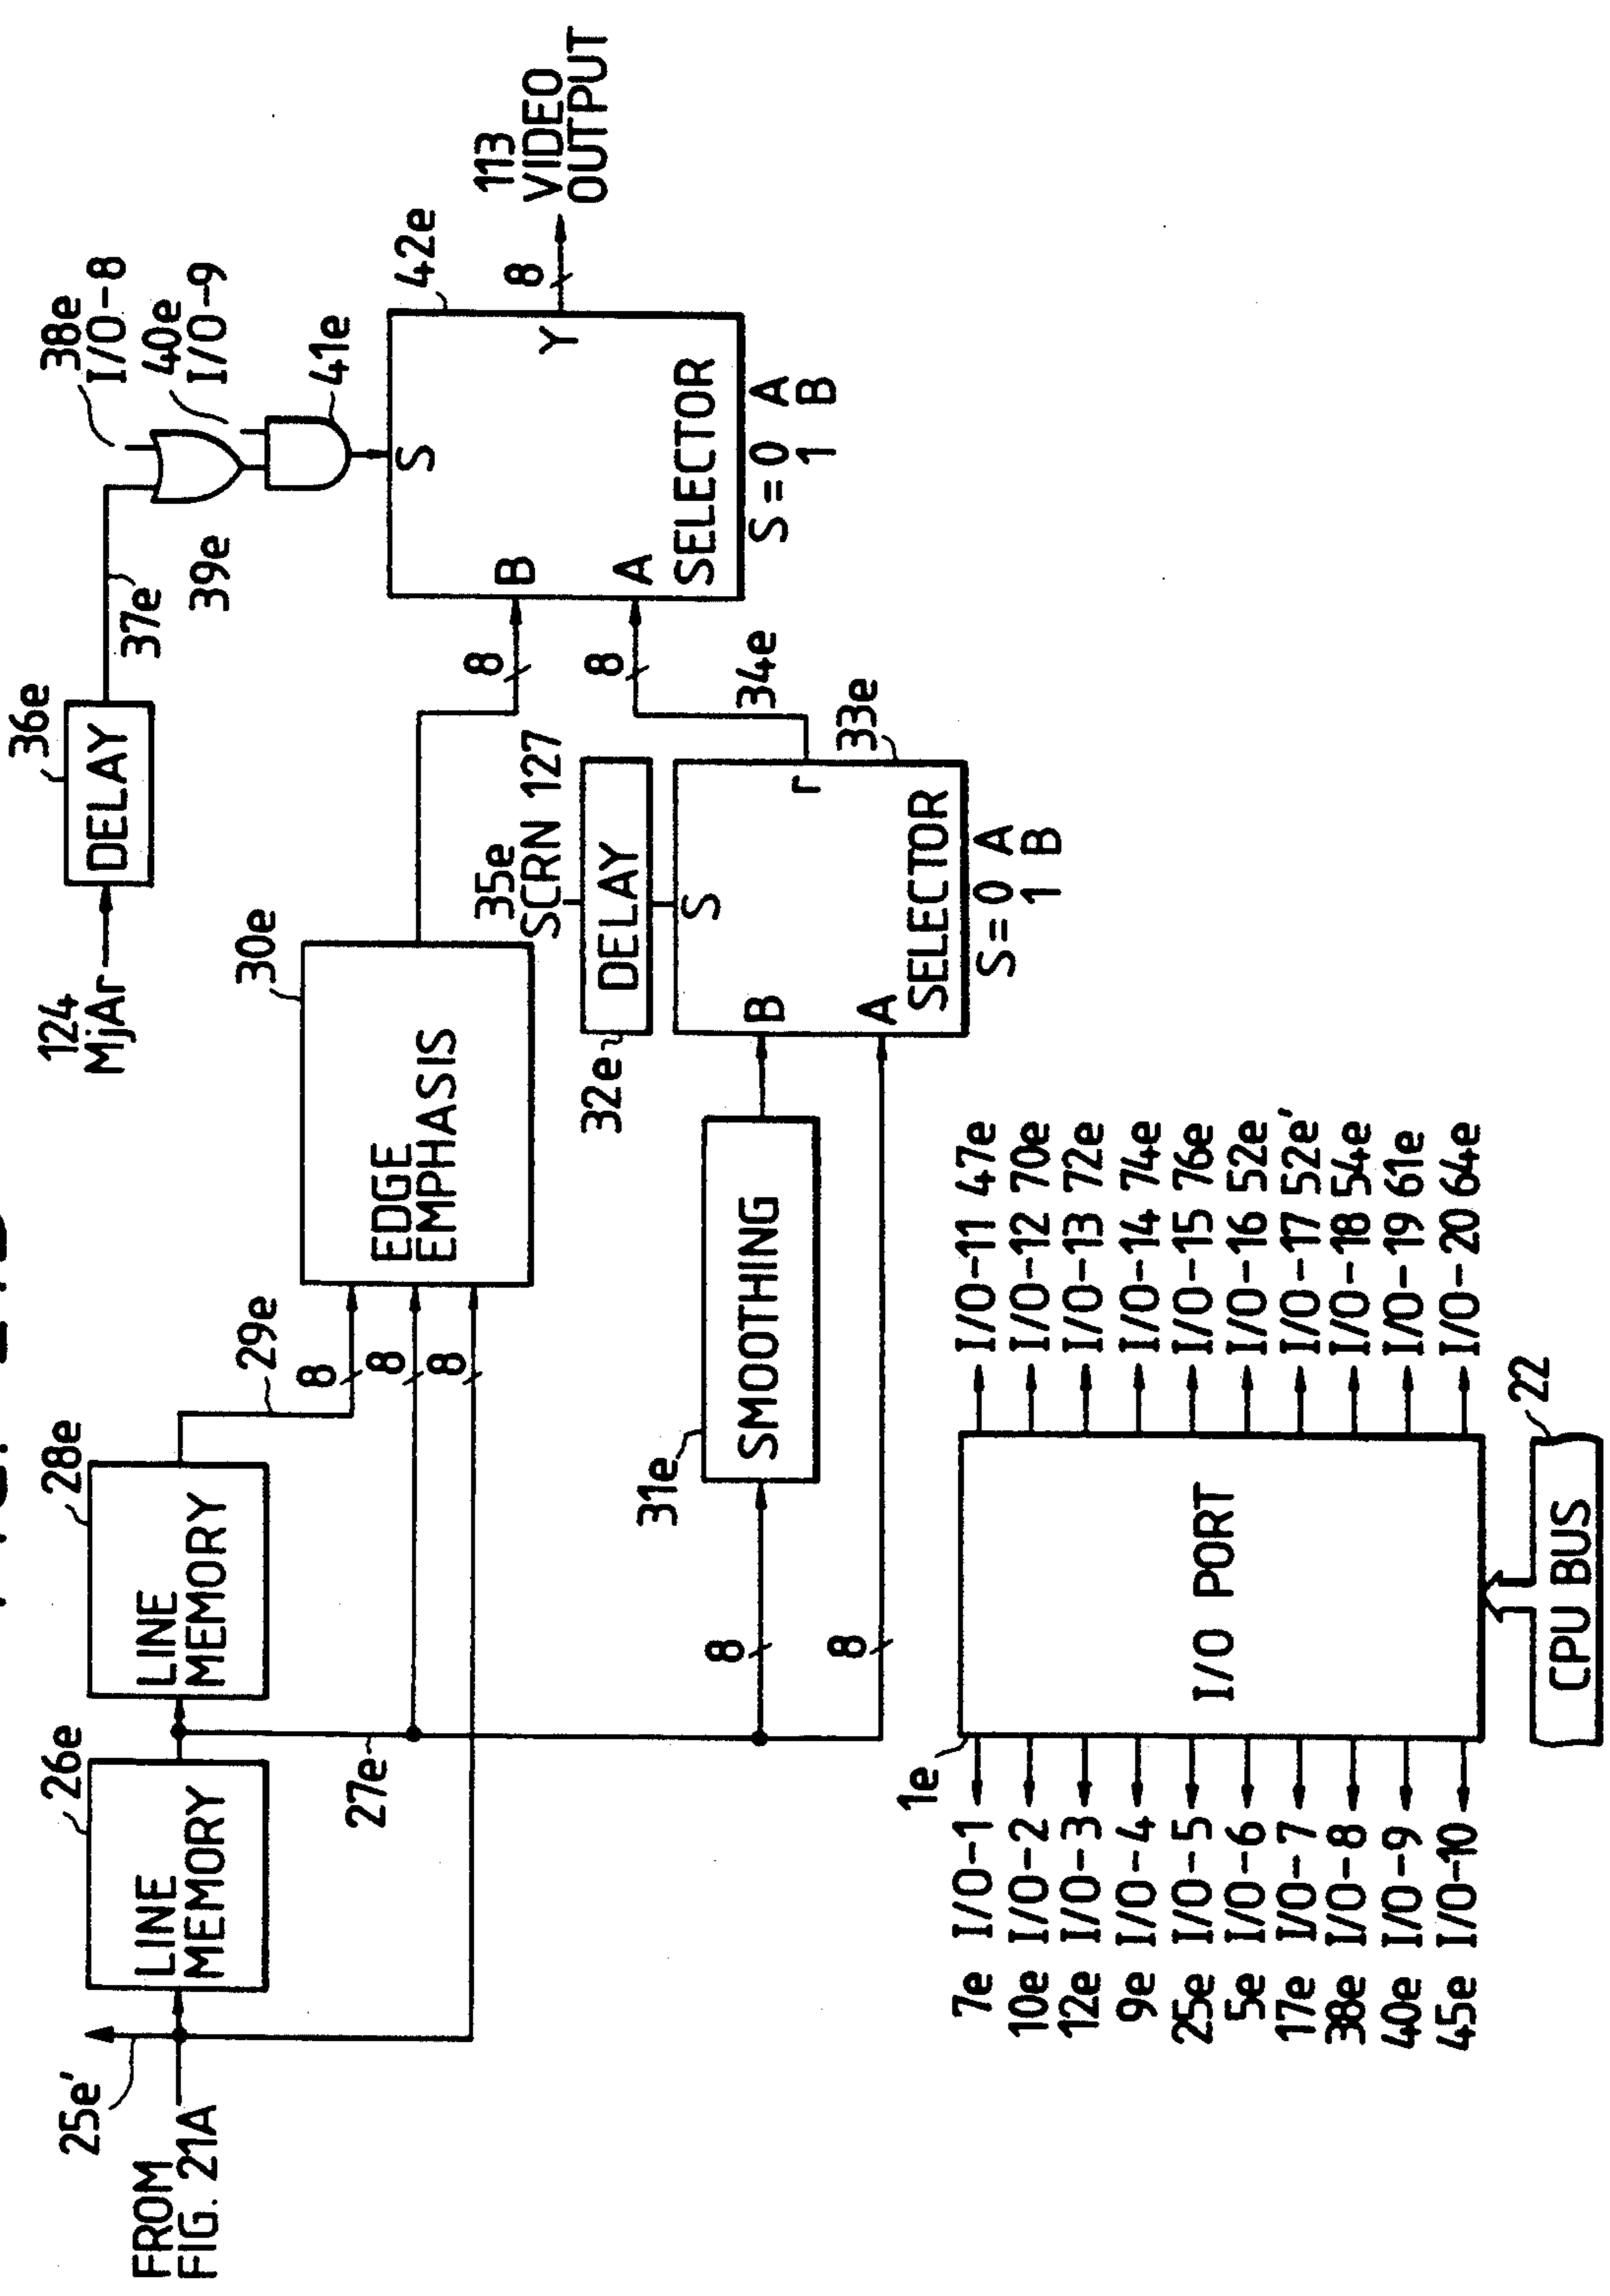 124
MjAr
36e
DELAY
37e
38e
I/O-8
40e
I/O-9
39e
41e
FROM
FIG. 21A
25e'
26e
LINE
MEMORY
28e
LINE
MEMORY
27e
29e
8
8
8
30e
EDGE
EMPHASIS
8
8
B
A
S
Y
SELECTOR
S = 0 A
1 B
42e
8
113
VIDEO
OUTPUT
35e
SCRN 127
32e
DELAY
34e
33e
B
A
S
SELECTOR
S = 0 A
1 B
31e
SMOOTHING
8
8
1e
I/O PORT
7e I/O-1
10e I/O-2
12e I/O-3
9e I/O-4
25e I/O-5
5e I/O-6
17e I/O-7
38e I/O-8
40e I/O-9
45e I/O-10
I/O-11 47e
I/O-12 70e
I/O-13 72e
I/O-14 74e
I/O-15 76e
I/O-16 52e
I/O-17 52e'
I/O-18 54e
I/O-19 61e
I/O-20 64e
CPU BUS
22